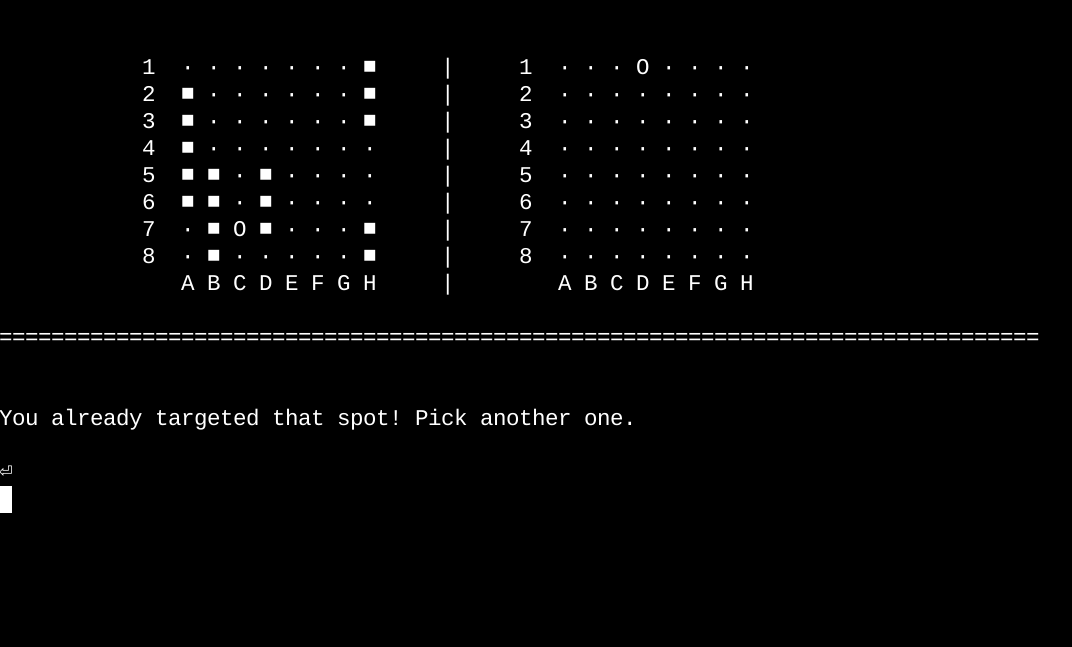 1 · · · · · · · ■ | 1 · · · O · · · ·
2 ■ · · · · · · ■ | 2 · · · · · · · ·
3 ■ · · · · · · ■ | 3 · · · · · · · ·
4 ■ · · · · · · · | 4 · · · · · · · ·
5 ■ ■ · ■ · · · · | 5 · · · · · · · ·
6 ■ ■ · ■ · · · · | 6 · · · · · · · ·
7 · ■ O ■ · · · ■ | 7 · · · · · · · ·
8 · ■ · · · · · ■ | 8 · · · · · · · ·
A B C D E F G H | A B C D E F G H
================================================================================
You already targeted that spot! Pick another one.
⏎